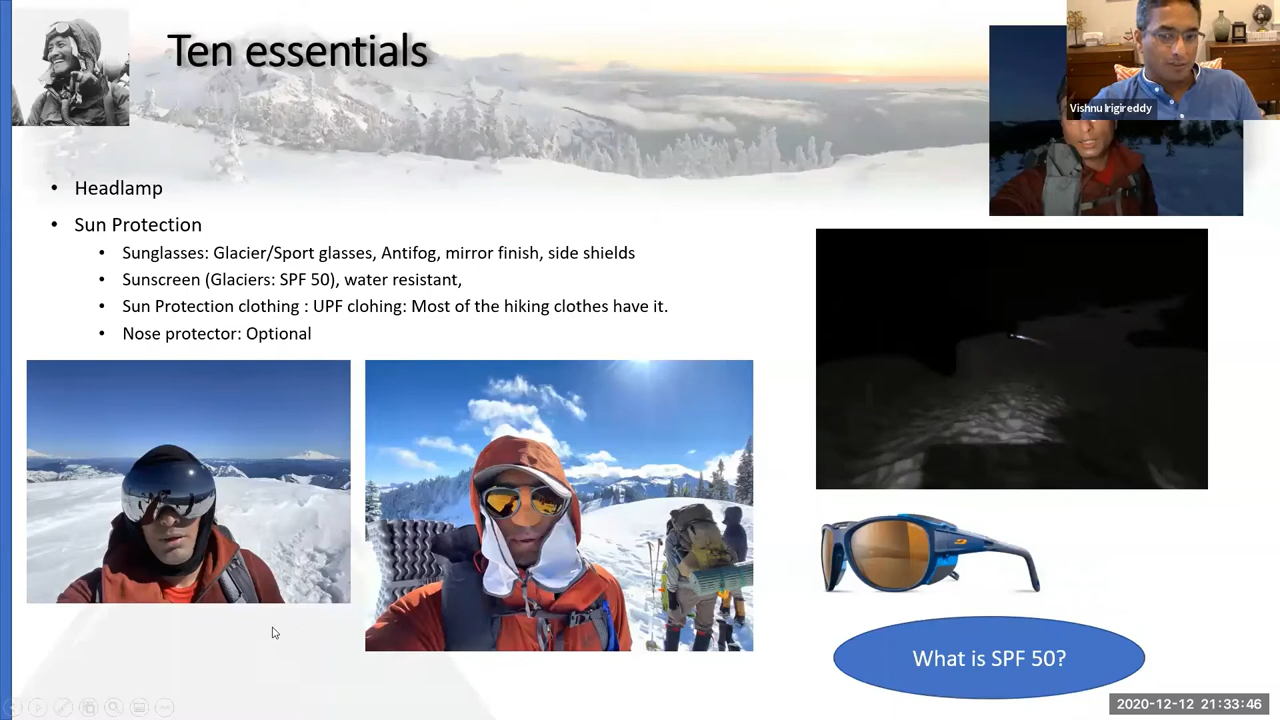 Ten essentials
Vishnu Irigireddy
• Headlamp
• Sun Protection
• Sunglasses: Glacier/Sport glasses, Antifog, mirror finish, side shields
• Sunscreen (Glaciers: SPF 50), water resistant,
• Sun Protection clothing : UPF clohing: Most of the hiking clothes have it.
• Nose protector: Optional
What is SPF 50?
2020-12-12 21:33:46